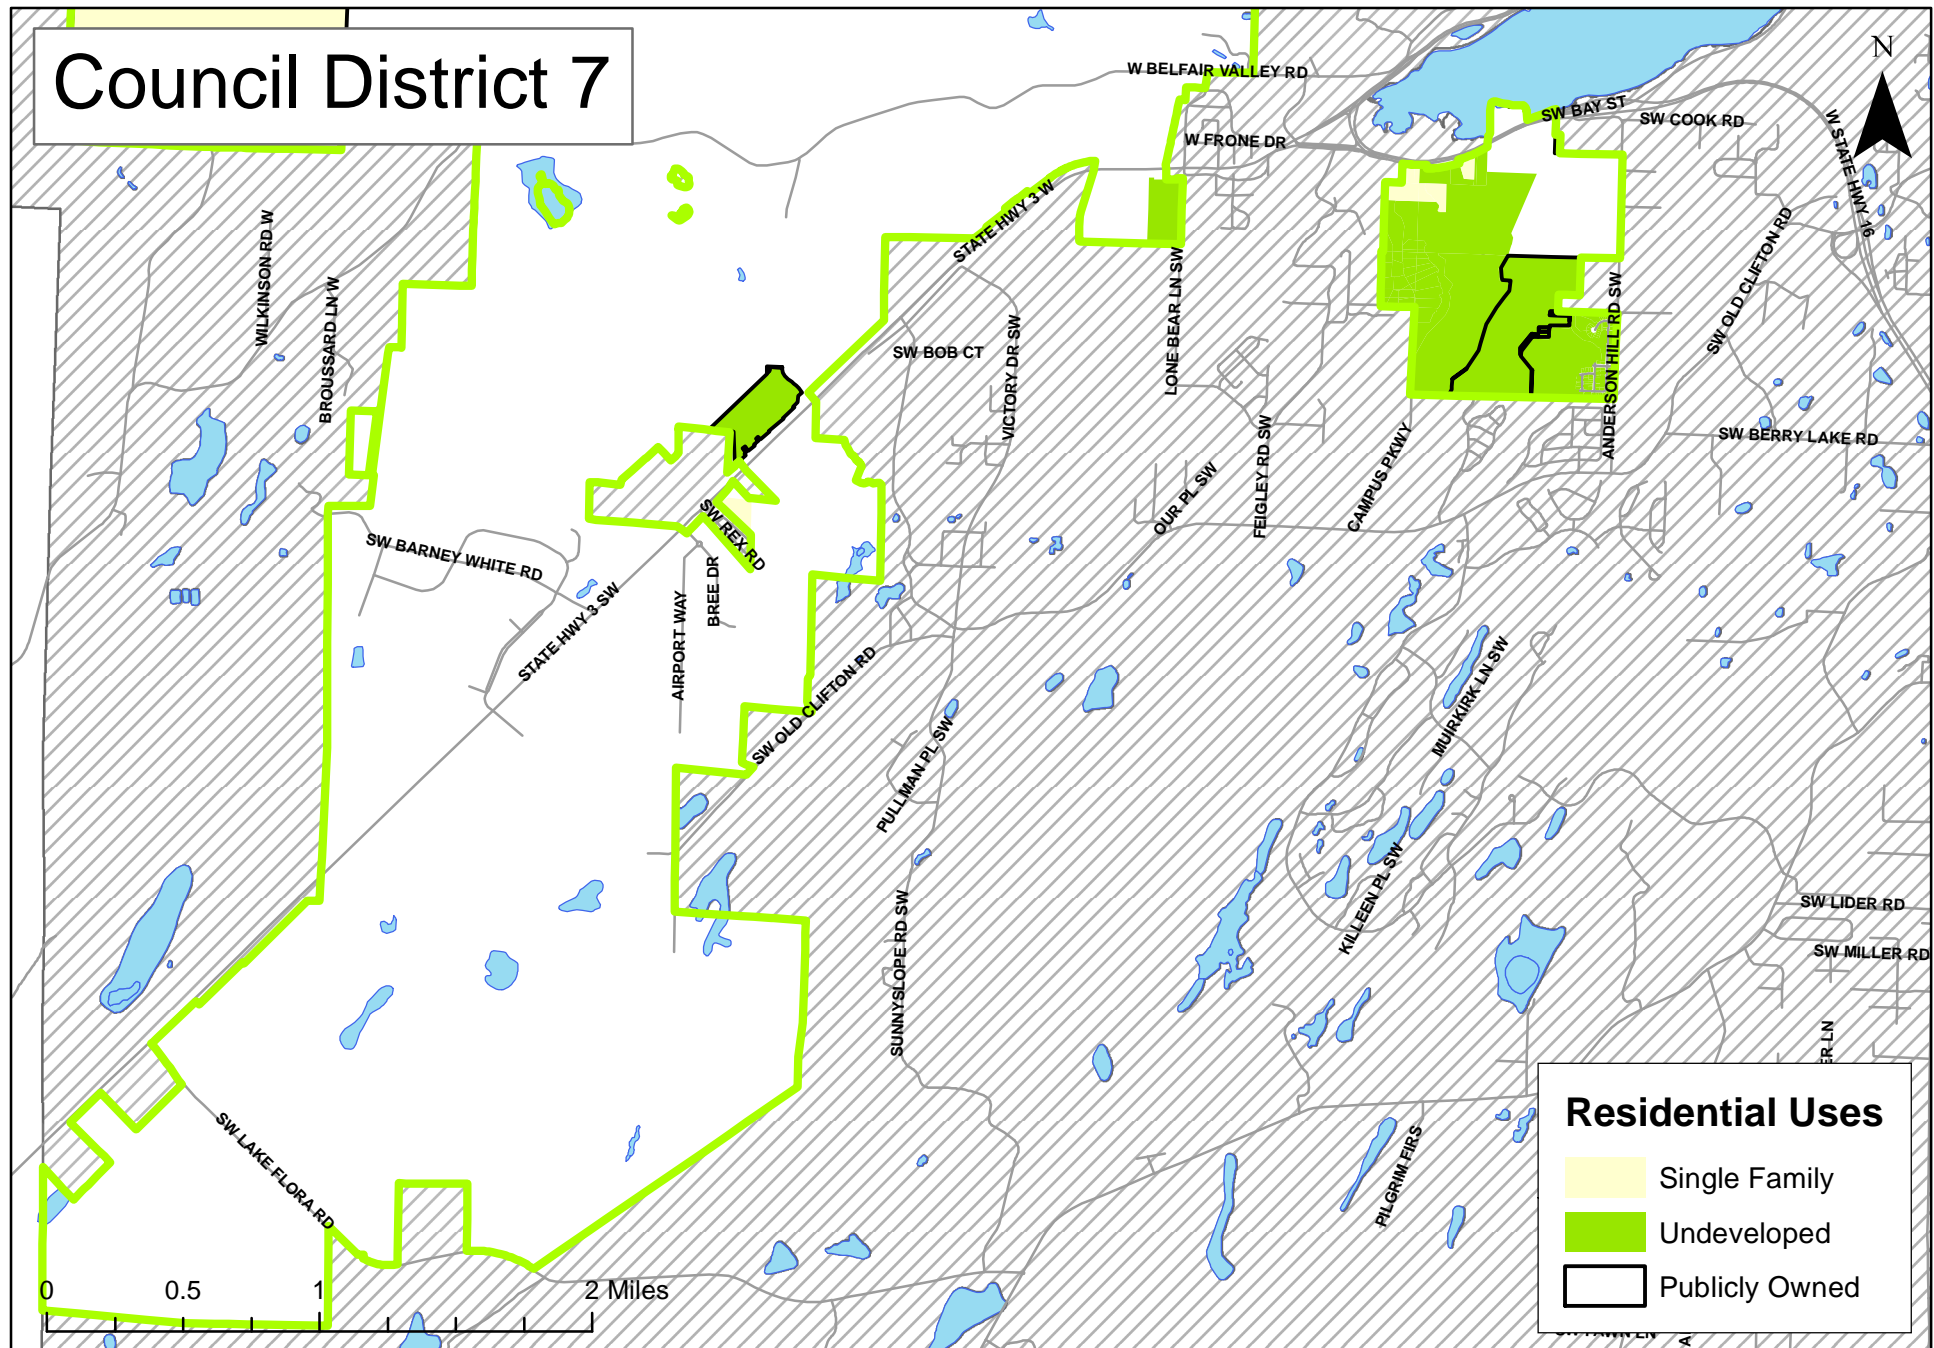 Council District 7
N
W BELFAIR VALLEY RD
SW BAY ST
SW COOK RD
W FRONE DR
W STATE HWY 16
STATE HWY 3 W
WILKINSON RD W
BROUSSARD LN W
LONE BEAR LN SW
SW OLD CLIFTON RD
ANDERSON HILL RD SW
SW BOB CT
VICTORY DR SW
FEIGLEY RD SW
CAMPUS PKWY
SW BERRY LAKE RD
OUR PL SW
SW REX RD
SW BARNEY WHITE RD
BREE DR
AIRPORT WAY
STATE HWY 3 SW
SW OLD CLIFTON RD
MUIRKIRK LN SW
PULLMAN PL SW
KILLEEN PL SW
SUNNYSLOPE RD SW
SW LIDER RD
SW MILLER RD
ER LN
SW LAKE FLORA RD
PILGRIM FIRS
Residential Uses
Single Family
Undeveloped
Publicly Owned
0 0.5 1 2 Miles